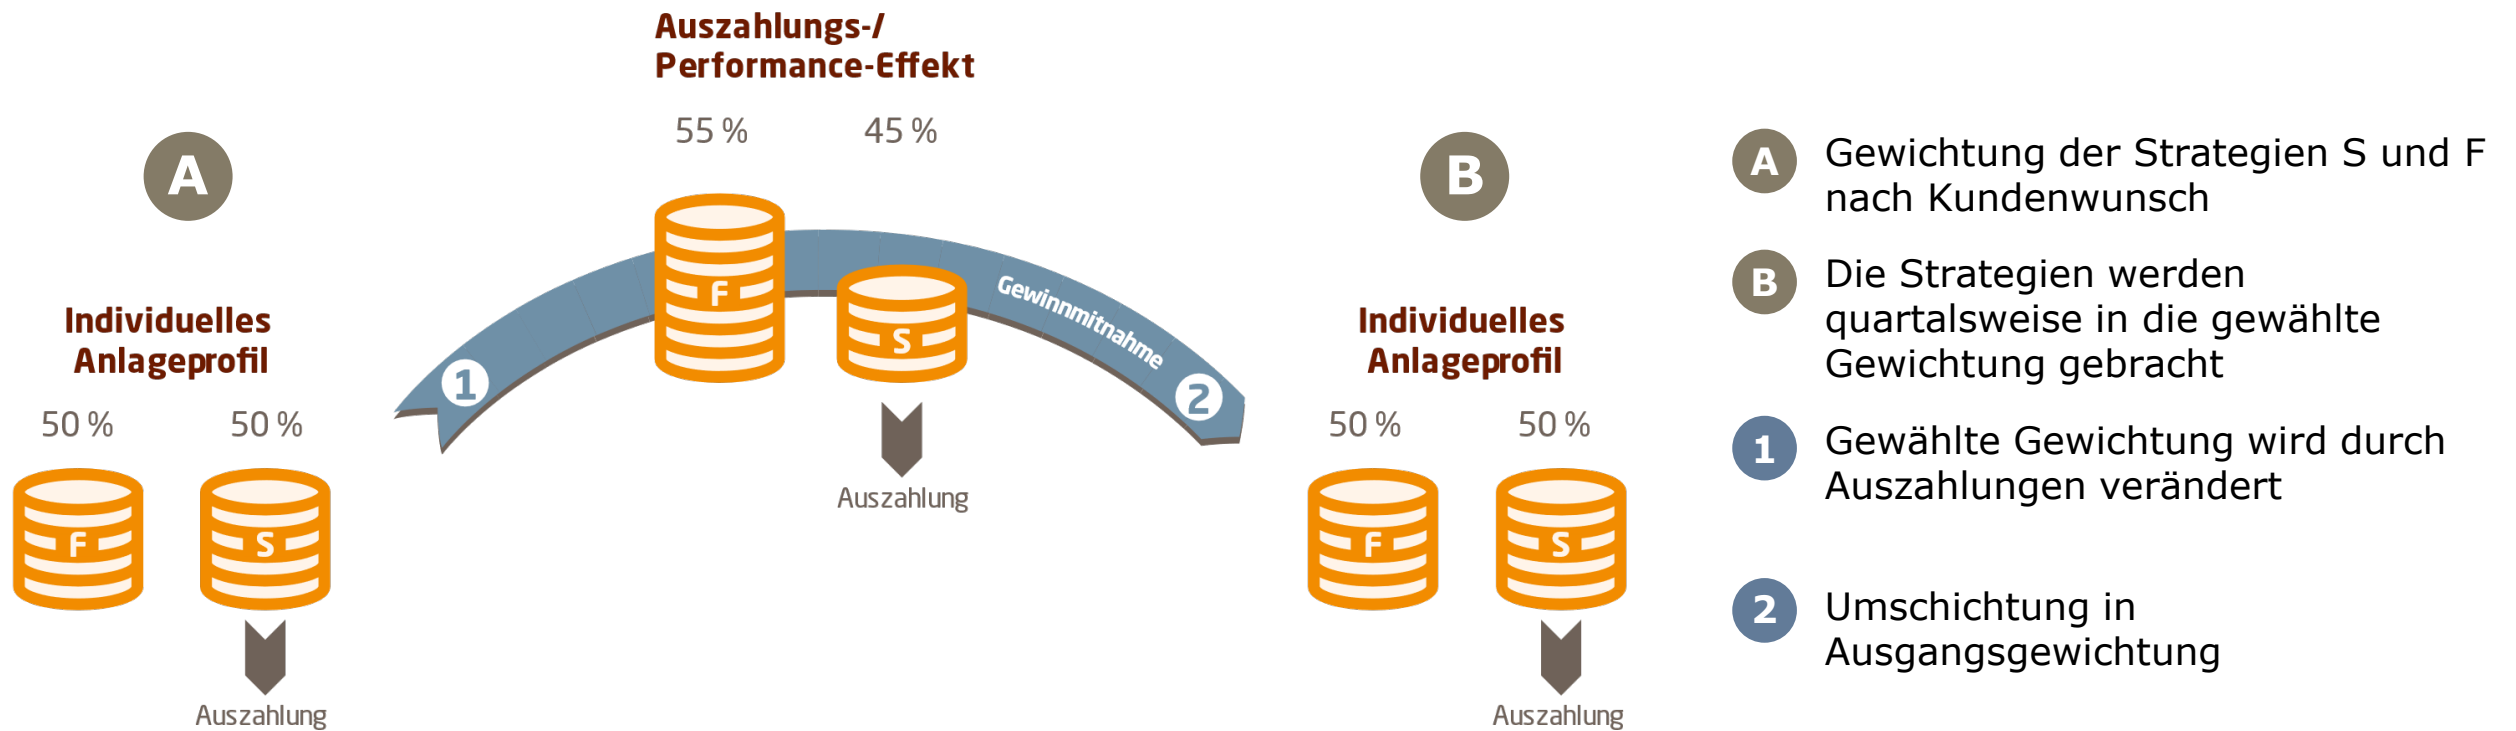 A
Individuelles
Anlageprofil
50 %
50 %
F
S
Auszahlung
Auszahlungs-/
Performance-Effekt
55 %
45 %
F
S
1
Gewinnmitnahme
2
Auszahlung
B
Individuelles
Anlageprofil
50 %
50 %
F
S
Auszahlung
A
Gewichtung der Strategien S und F
nach Kundenwunsch
B
Die Strategien werden
quartalsweise in die gewählte
Gewichtung gebracht
1
Gewählte Gewichtung wird durch
Auszahlungen verändert
2
Umschichtung in
Ausgangsgewichtung